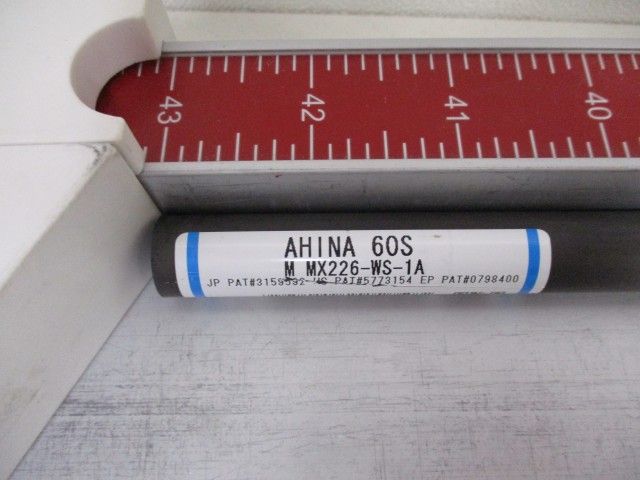 43 42 41 40
AHINA 60S
M MX226-WS-1A
JP PAT#3159592 US PAT#5773154 EP PAT#0798400